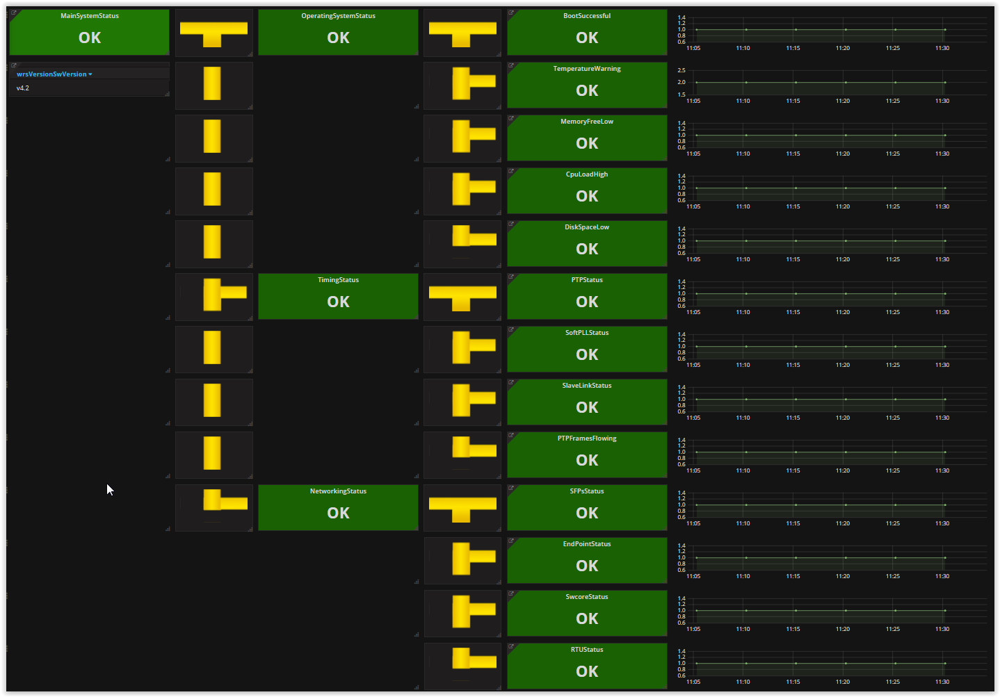 MainSystemStatus
OK
OperatingSystemStatus
OK
BootSuccessful
OK
1.4
1.2
1.0
0.8
0.6
11:05 11:10 11:15 11:20 11:25 11:30
wrsVersionSwVersion
v4.2
TemperatureWarning
OK
2.5
2.0
1.5
11:05 11:10 11:15 11:20 11:25 11:30
MemoryFreeLow
OK
1.4
1.2
1.0
0.8
0.6
11:05 11:10 11:15 11:20 11:25 11:30
CpuLoadHigh
OK
1.4
1.2
1.0
0.8
0.6
11:05 11:10 11:15 11:20 11:25 11:30
DiskSpaceLow
OK
1.4
1.2
1.0
0.8
0.6
11:05 11:10 11:15 11:20 11:25 11:30
TimingStatus
OK
PTPStatus
OK
1.4
1.2
1.0
0.8
0.6
11:05 11:10 11:15 11:20 11:25 11:30
SoftPLLStatus
OK
1.4
1.2
1.0
0.8
0.6
11:05 11:10 11:15 11:20 11:25 11:30
SlaveLinkStatus
OK
1.4
1.2
1.0
0.8
0.6
11:05 11:10 11:15 11:20 11:25 11:30
PTPFramesFlowing
OK
1.4
1.2
1.0
0.8
0.6
11:05 11:10 11:15 11:20 11:25 11:30
NetworkingStatus
OK
SFPsStatus
OK
1.4
1.2
1.0
0.8
0.6
11:05 11:10 11:15 11:20 11:25 11:30
EndPointStatus
OK
1.4
1.2
1.0
0.8
0.6
11:05 11:10 11:15 11:20 11:25 11:30
SwcoreStatus
OK
1.4
1.2
1.0
0.8
0.6
11:05 11:10 11:15 11:20 11:25 11:30
RTUStatus
OK
1.4
1.2
1.0
0.8
0.6
11:05 11:10 11:15 11:20 11:25 11:30